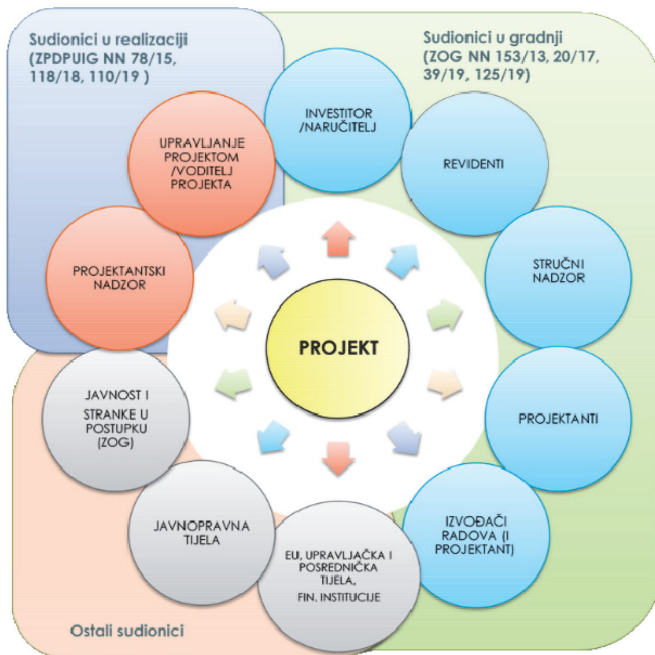 Sudionici u realizaciji
(ZPDPUIG NN 78/15,
118/18, 110/19 )
Sudionici u gradnji
(ZOG NN 153/13, 20/17,
39/19, 125/19)
INVESTITOR
/NARUČITELJ
UPRAVLJANJE
PROJEKTOM
/VODITELJ
PROJEKTA
REVIDENTI
PROJEKTANTSKI
NADZOR
STRUČNI
NADZOR
PROJEKT
JAVNOST I
STRANKE U
POSTUPKU
(ZOG)
PROJEKTANTI
JAVNOPRAVNA
TIJELA
EU, UPRAVLJAČKA I
POSREDNIČKA
TIJELA,
FIN. INSTITUCIJE
IZVOĐAČI
RADOVA (I
PROJEKTANT)
Ostali sudionici